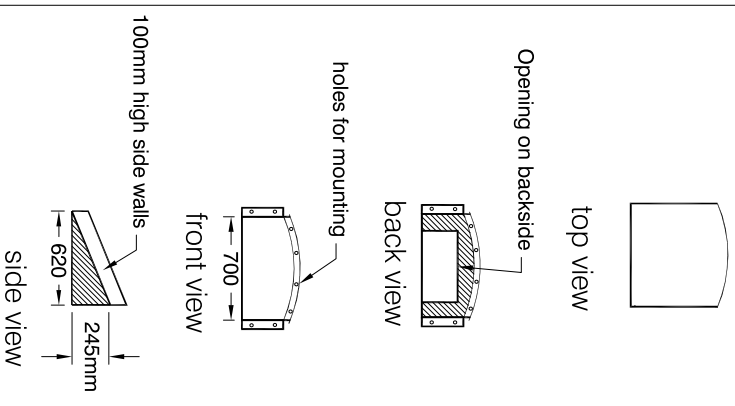 100mm high side walls
620
245mm
side view
holes for mounting
700
front view
Opening on backside
back view
top view